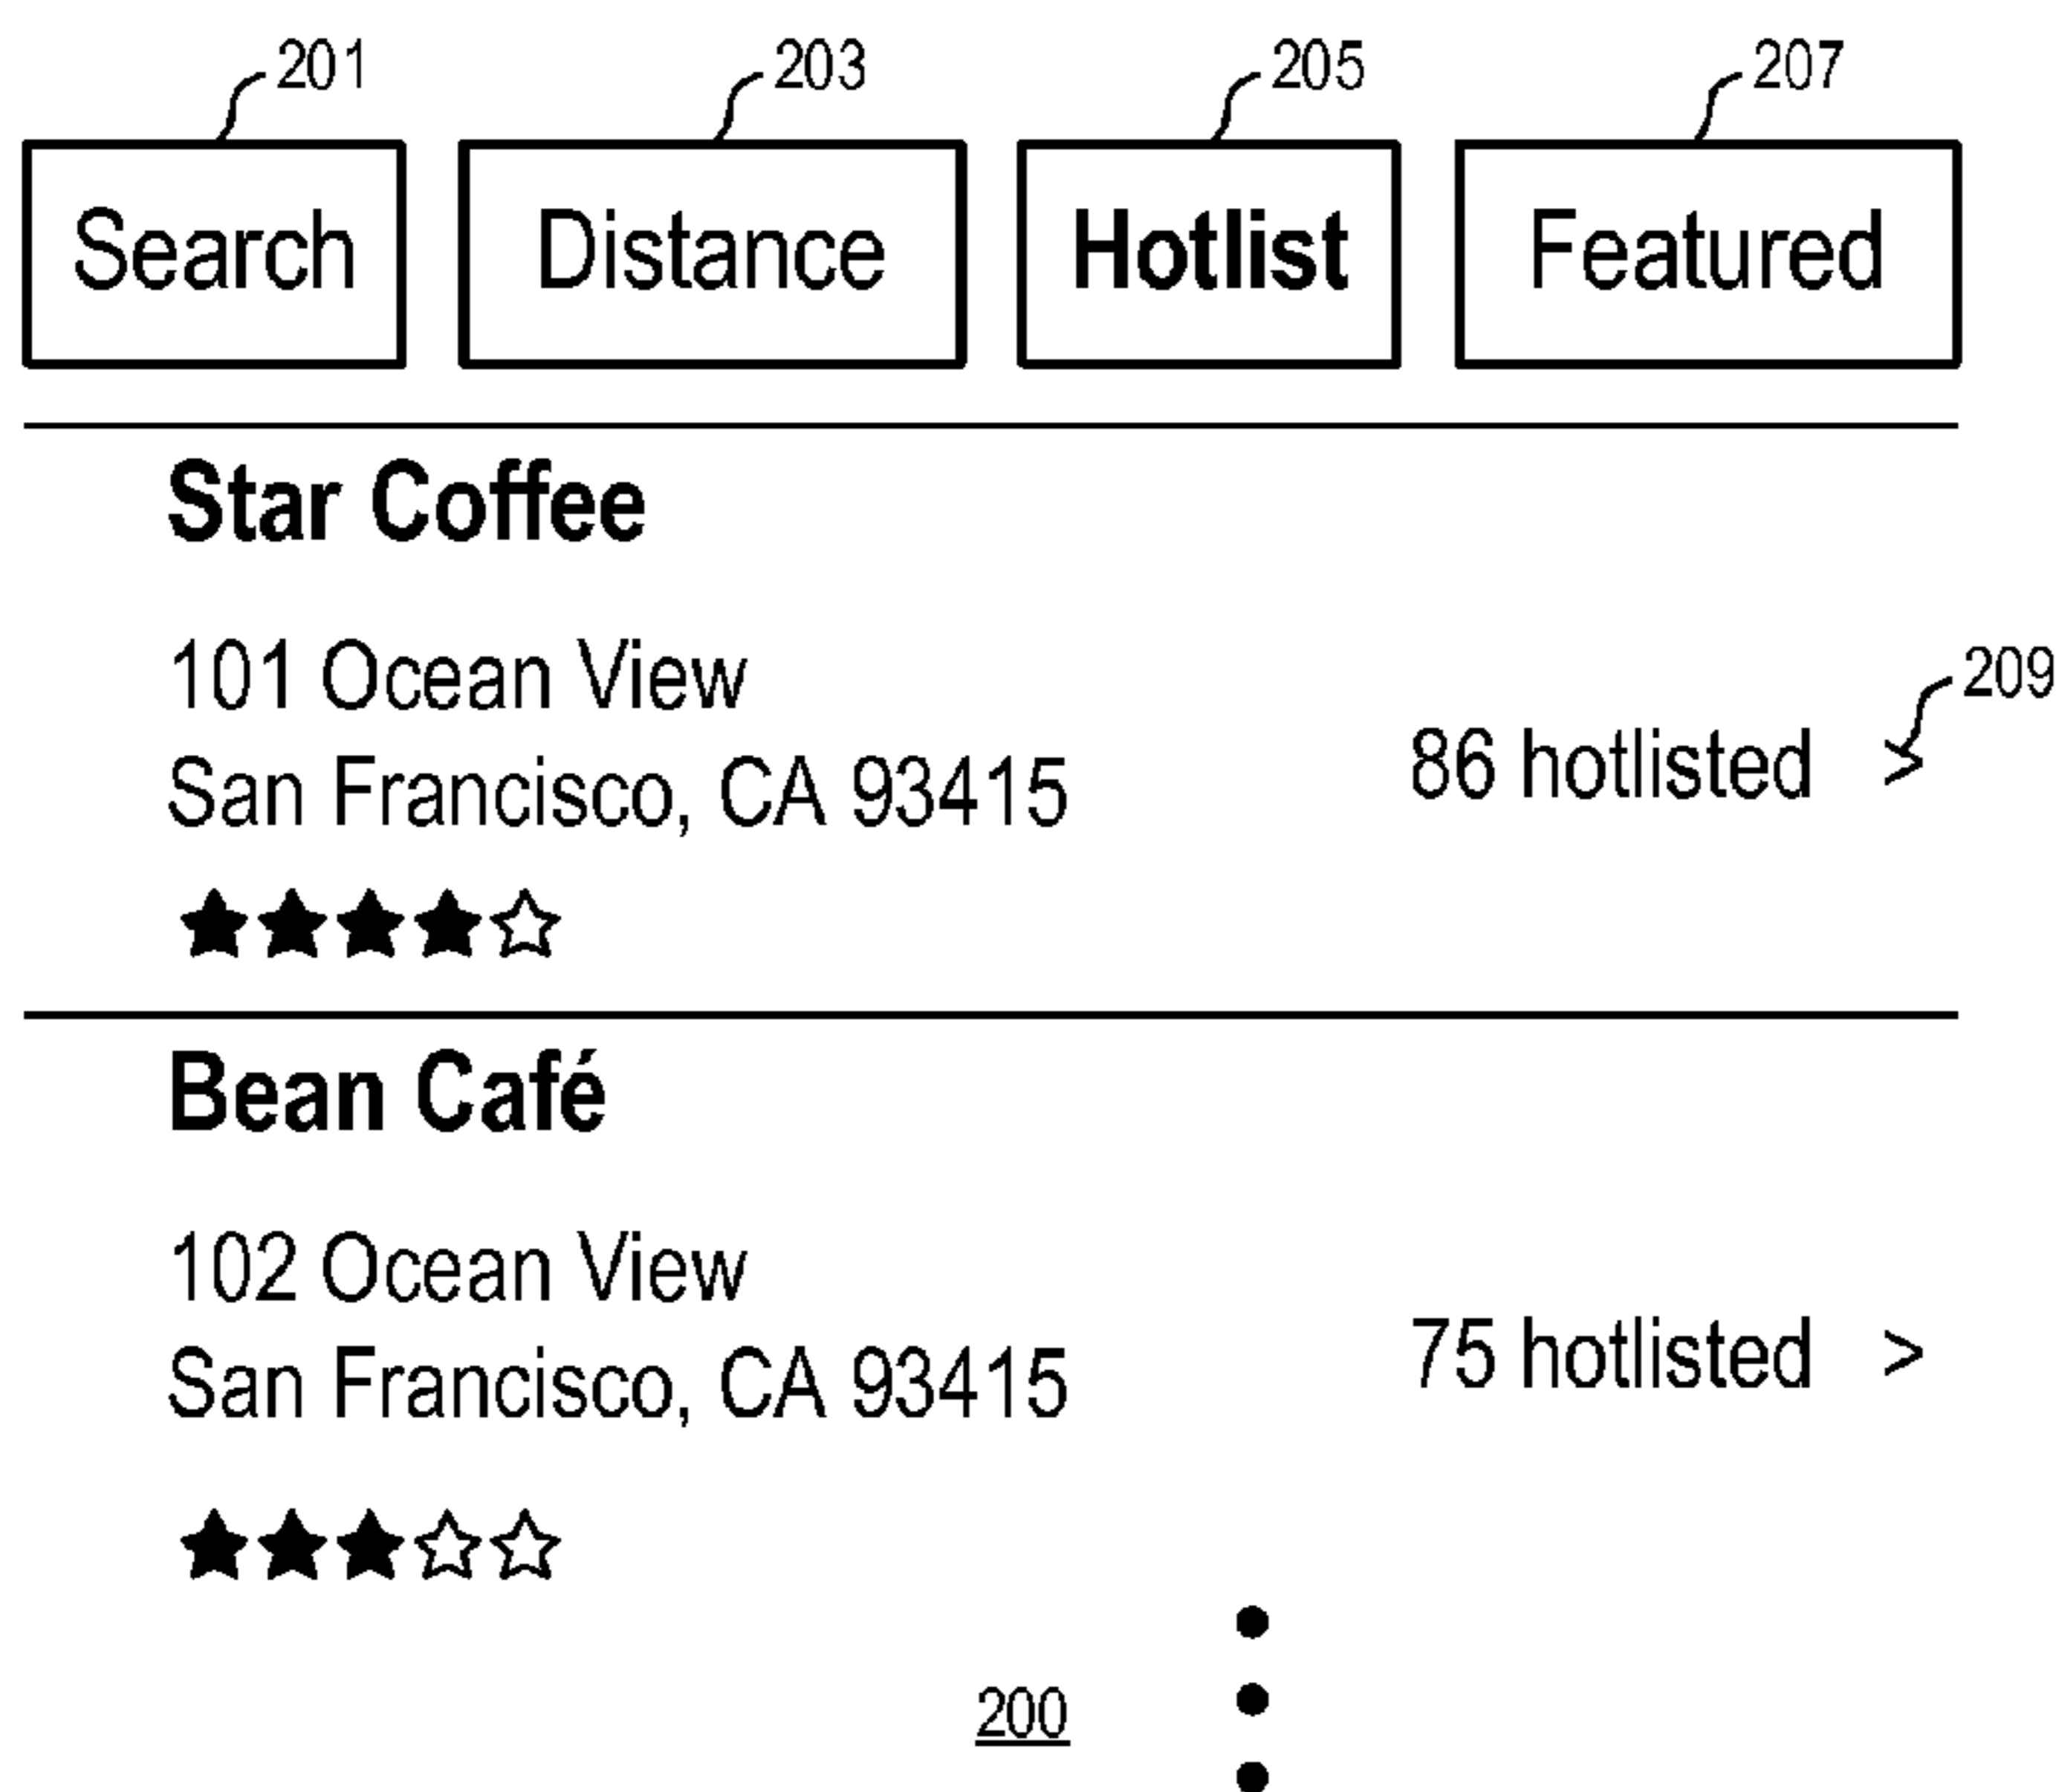 201 203 205 207
Search Distance Hotlist Featured
Star Coffee
101 Ocean View
209
San Francisco, CA 93415
86 hotlisted >
Bean Café
102 Ocean View
San Francisco, CA 93415
75 hotlisted >
200